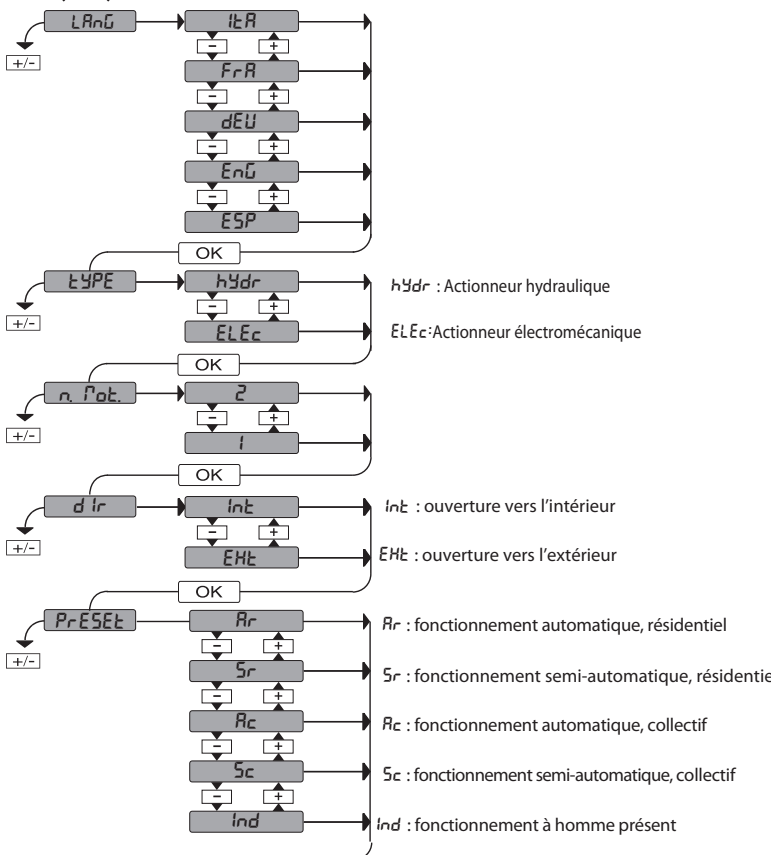 LAnG ItA
- +
+/-
FrA
- +
dEU
- +
EnG
- +
ESP
OK
tYPE hYdr hYdr : Actionneur hydraulique
- +
+/-
ELEc ELEc:Actionneur électromécanique
OK
n. Mot. 2
- +
+/-
1
OK
dIr Int Int : ouverture vers l'intérieur
- +
+/-
EHt EHt : ouverture vers l'extérieur
OK
PrESEt Ar Ar : fonctionnement automatique, résidentiel
- +
+/-
Sr Sr : fonctionnement semi-automatique, résidentie
- +
Ac Ac : fonctionnement automatique, collectif
- +
Sc Sc : fonctionnement semi-automatique, collectif
- +
Ind Ind : fonctionnement à homme présent